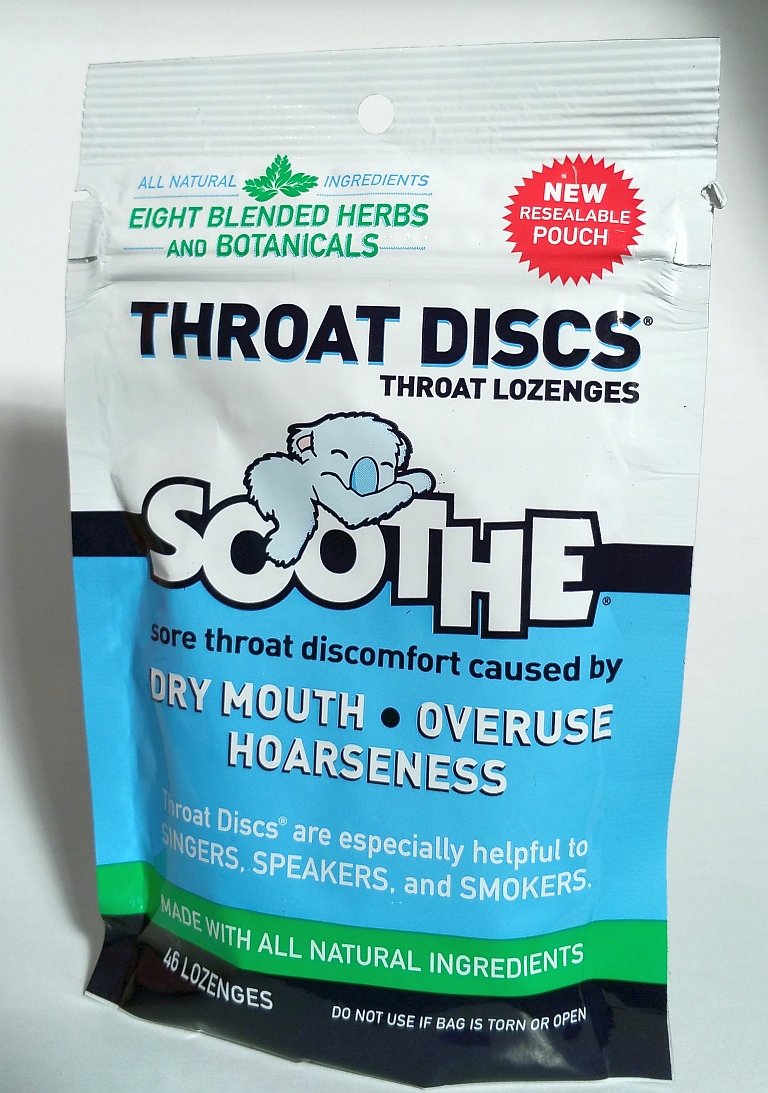 ALL NATURAL INGREDIENTS
EIGHT BLENDED HERBS
AND BOTANICALS
NEW
RESEALABLE
POUCH
THROAT DISCS®
THROAT LOZENGES
SOOTHE®
sore throat discomfort caused by
DRY MOUTH • OVERUSE
HOARSENESS
Throat Discs® are especially helpful to
SINGERS, SPEAKERS, and SMOKERS.
MADE WITH ALL NATURAL INGREDIENTS
46 LOZENGES
DO NOT USE IF BAG IS TORN OR OPEN